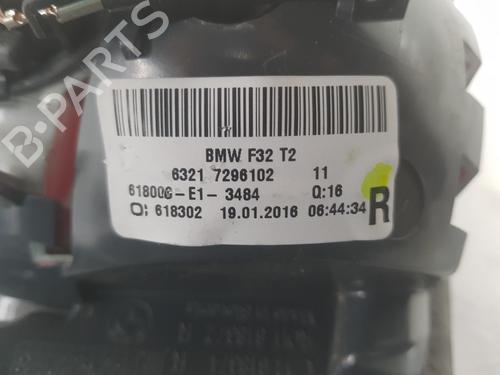 B-PARTS
BMW F32 T2
6321 7296102 11
618006-E1- 3484 Q:16
O: 618302 19.01.2016 06:44:34 R